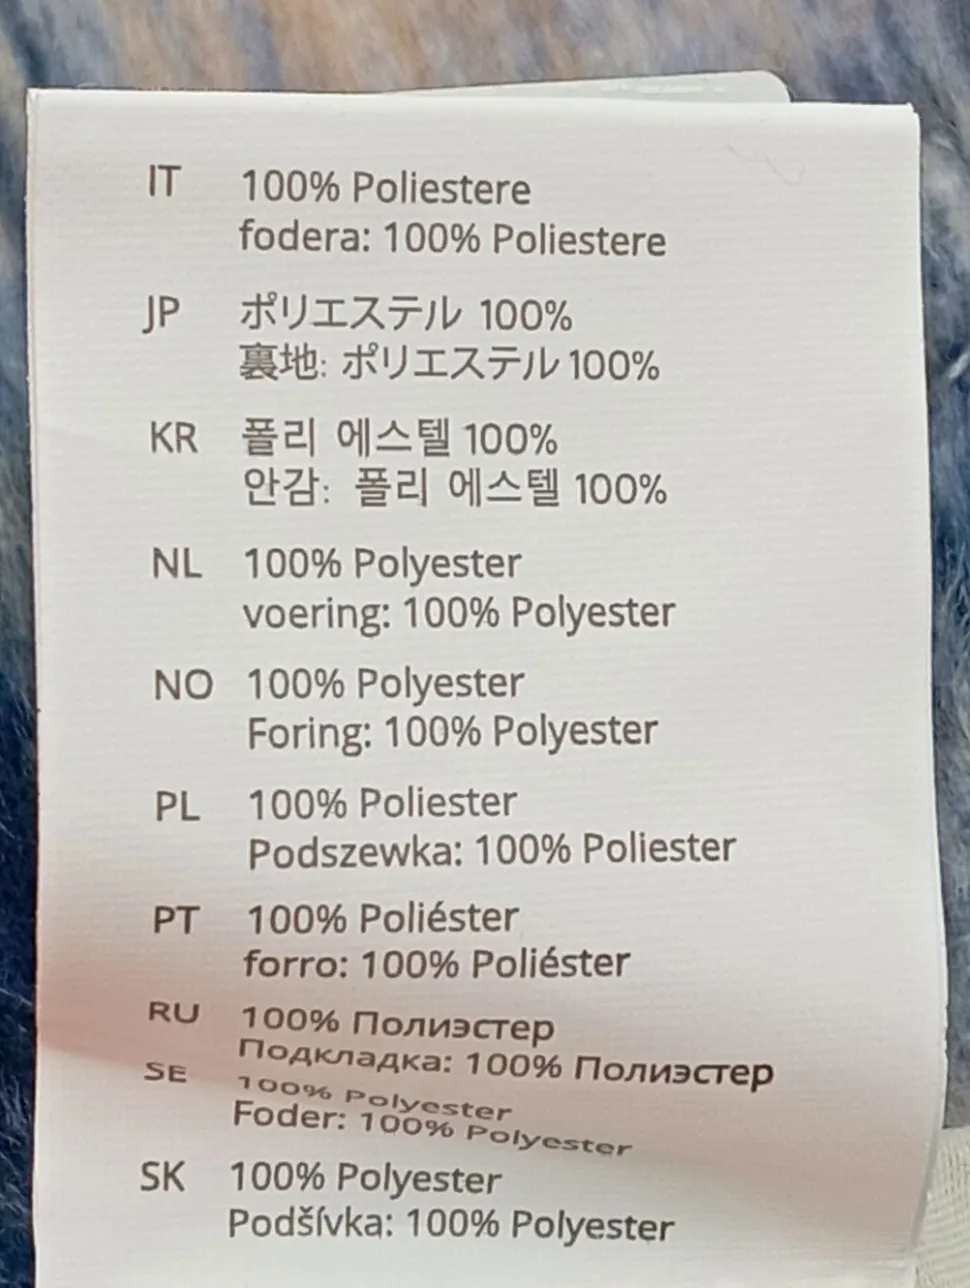 IT 100% Poliestere
fodera: 100% Poliestere
JP ポリエステル 100%
裏地: ポリエステル 100%
KR 폴리 에스텔 100%
안감: 폴리 에스텔 100%
NL 100% Polyester
voering: 100% Polyester
NO 100% Polyester
Foring: 100% Polyester
PL 100% Poliester
Podszewka: 100% Poliester
PT 100% Poliéster
forro: 100% Poliéster
RU 100% Полиэстер
Подкладка: 100% Полиэстер
SE 100% Polyester
Foder: 100% Polyester
SK 100% Polyester
Podšívka: 100% Polyester